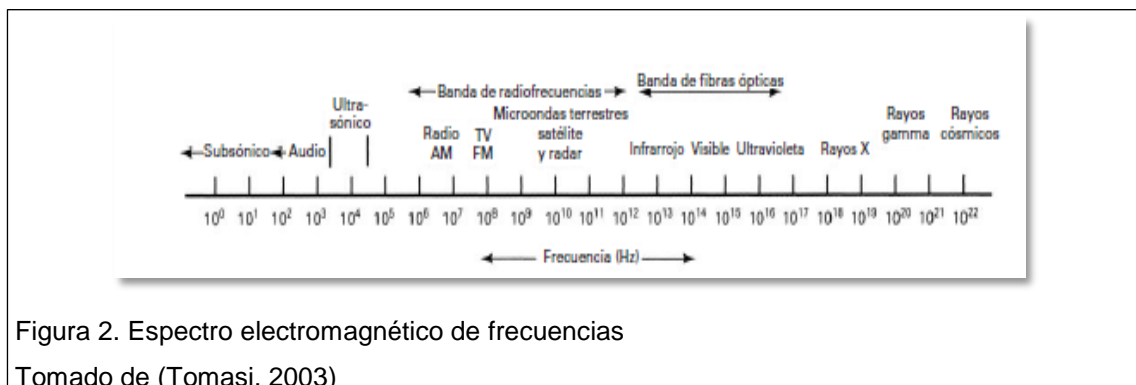 Banda de fibras ópticas
Banda de radiofrecuencias
Ultra-
sónico
Microondas terrestres
satélite
y radar
Rayos
gamma
Rayos
cósmicos
Radio
AM
TV
FM
Subsónico Audio
Infrarrojo Visible Ultravioleta Rayos X
10⁰ 10¹ 10² 10³ 10⁴ 10⁵ 10⁶ 10⁷ 10⁸ 10⁹ 10¹⁰ 10¹¹ 10¹² 10¹³ 10¹⁴ 10¹⁵ 10¹⁶ 10¹⁷ 10¹⁸ 10¹⁹ 10²⁰ 10²¹ 10²²
Frecuencia (Hz)
Figura 2. Espectro electromagnético de frecuencias
Tomado de (Tomasi, 2003)